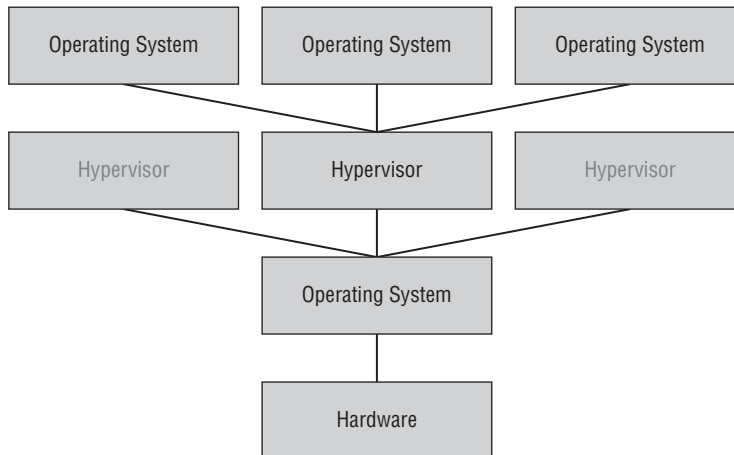 Operating System
Operating System
Operating System
Hypervisor
Hypervisor
Hypervisor
Operating System
Hardware